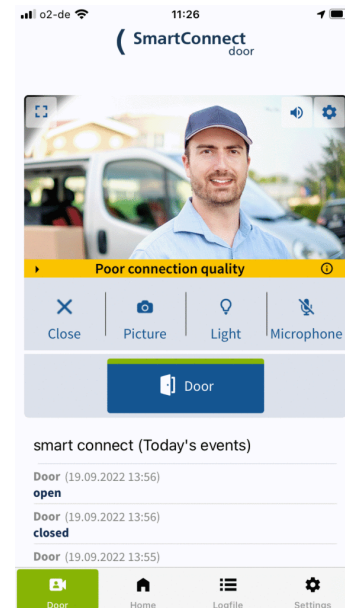 o2-de 11:26
SmartConnect
door
Poor connection quality
Close Picture Light Microphone
Door
smart connect (Today's events)
Door (19.09.2022 13:56)
open
Door (19.09.2022 13:56)
closed
Door (19.09.2022 13:55)
Door Home Logfile Settings